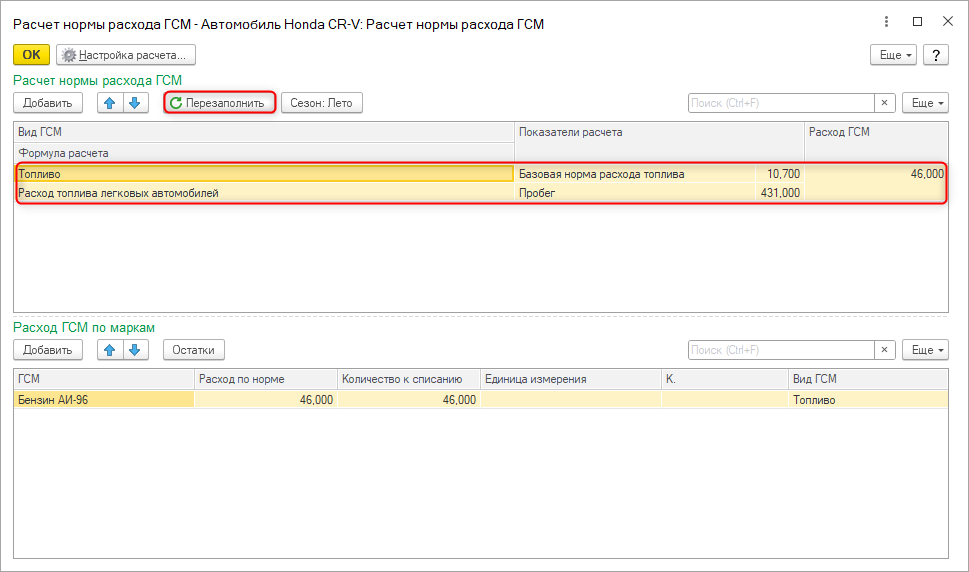 Расчет нормы расхода ГСМ - Автомобиль Honda CR-V: Расчет нормы расхода ГСМ
ОК Настройка расчета... Еще ?
Расчет нормы расхода ГСМ
Добавить Перезаполнить Сезон: Лето Поиск (Ctrl+F) × Еще
Вид ГСМ Показатели расчета Расход ГСМ
Формула расчета
Топливо Базовая норма расхода топлива 10,700 46,000
Расход топлива легковых автомобилей Пробег 431,000
Расход ГСМ по маркам
Добавить Остатки Поиск (Ctrl+F) × Еще
ГСМ Расход по норме Количество к списанию Единица измерения К. Вид ГСМ
Бензин АИ-96 46,000 46,000 Топливо